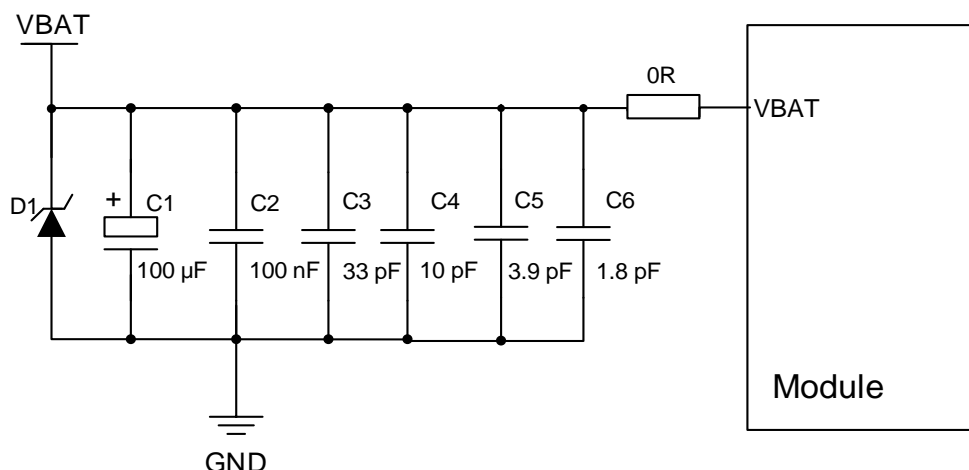 VBAT
0R
VBAT
D1
+
C1
C2
C3
C4
C5
C6
100 µF
100 nF
33 pF
10 pF
3.9 pF
1.8 pF
Module
GND